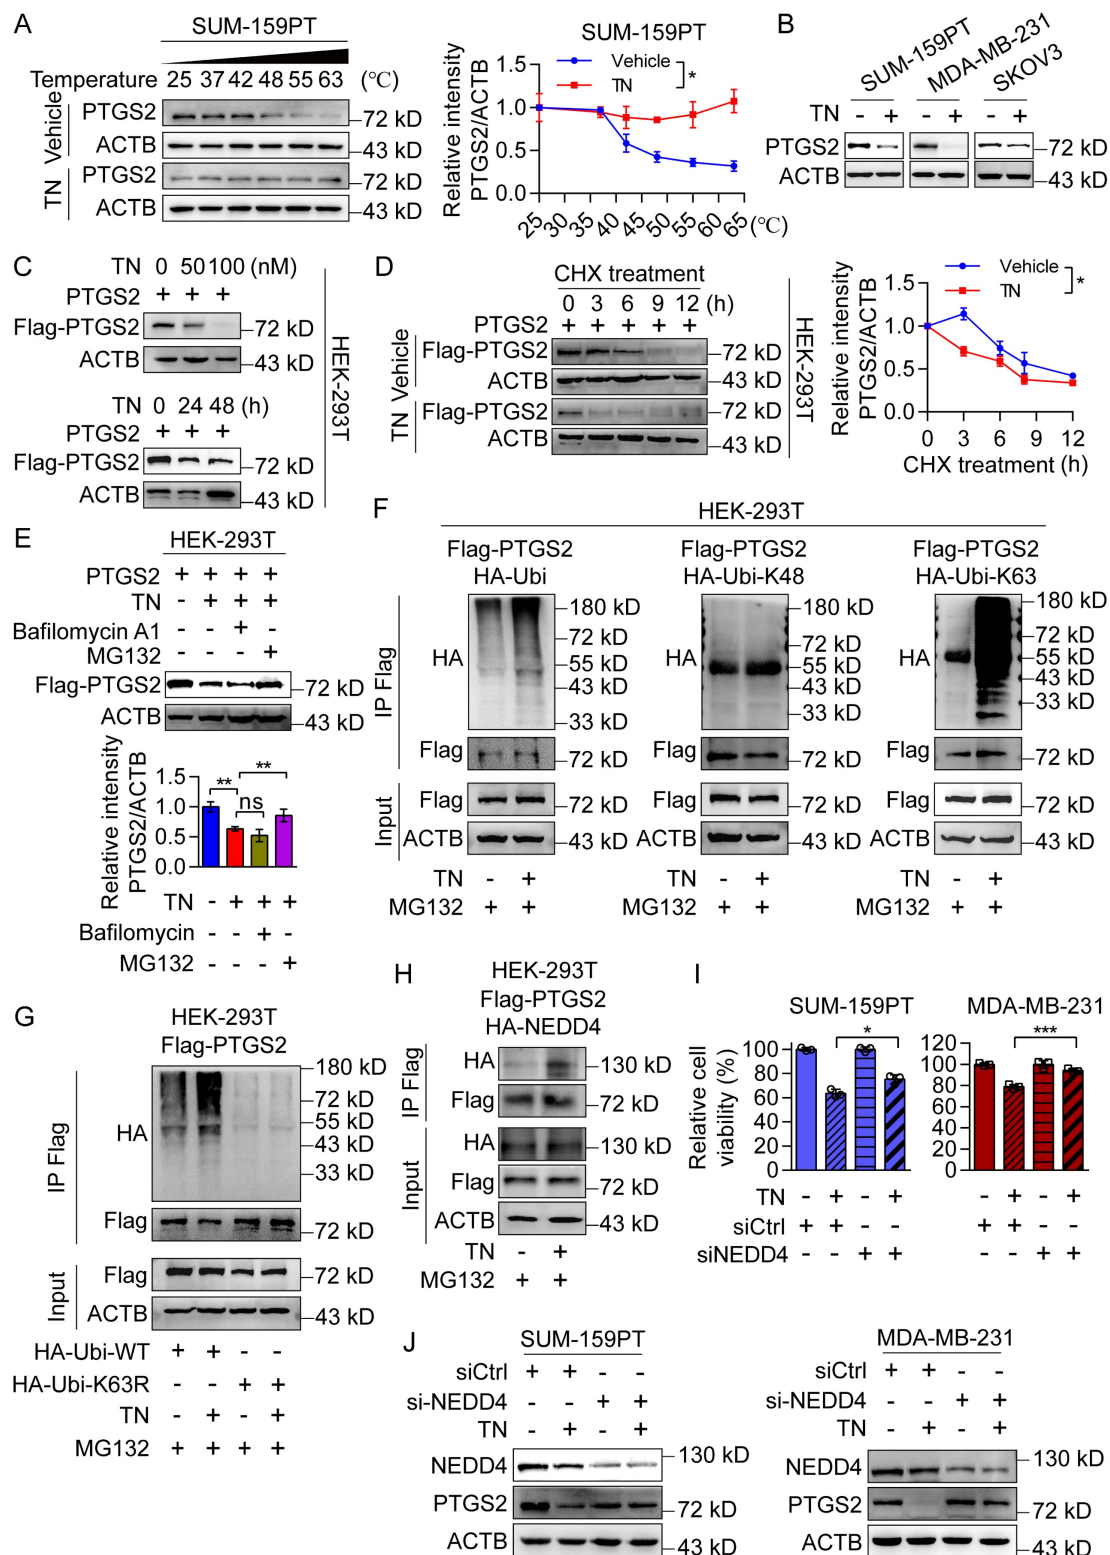 A
SUM-159PT
Temperature 25 37 42 48 55 63 (℃)
Vehicle
PTGS2
72 kD
ACTB
43 kD
TN
PTGS2
72 kD
ACTB
43 kD
SUM-159PT
Vehicle
TN
*
Relative intensity
PTGS2/ACTB
1.5
1.0
0.5
0.0
25 30 35 40 45 50 55 60 65 (℃)
B
SUM-159PT MDA-MB-231 SKOV3
TN - + - + - +
PTGS2
72 kD
ACTB
43 kD
C
TN 0 50 100 (nM)
PTGS2 + + +
Flag-PTGS2
72 kD
ACTB
43 kD
TN 0 24 48 (h)
PTGS2 + + +
Flag-PTGS2
72 kD
ACTB
43 kD
HEK-293T
D
CHX treatment
0 3 6 9 12 (h)
PTGS2 + + + + +
Vehicle
Flag-PTGS2
72 kD
ACTB
43 kD
TN
Flag-PTGS2
72 kD
ACTB
43 kD
HEK-293T
Vehicle
TN
*
Relative intensity
PTGS2/ACTB
1.5
1.0
0.5
0.0
0 3 6 9 12
CHX treatment (h)
E
HEK-293T
PTGS2 + + + +
TN - + + +
Bafilomycin A1 - - + -
MG132 - - - +
Flag-PTGS2
72 kD
ACTB
43 kD
Relative intensity
PTGS2/ACTB
1.5
1.0
0.5
0.0
** ns **
TN - + + +
Bafilomycin - - + -
MG132 - - - +
F
HEK-293T
Flag-PTGS2
HA-Ubi
IP Flag
HA
180 kD
72 kD
55 kD
43 kD
33 kD
Flag
72 kD
Input
Flag
72 kD
ACTB
43 kD
TN - +
MG132 + +
Flag-PTGS2
HA-Ubi-K48
HA
180 kD
72 kD
55 kD
43 kD
33 kD
Flag
72 kD
Flag
72 kD
ACTB
43 kD
TN - +
MG132 + +
Flag-PTGS2
HA-Ubi-K63
HA
180 kD
72 kD
55 kD
43 kD
33 kD
Flag
72 kD
Flag
72 kD
ACTB
43 kD
TN - +
MG132 + +
G
HEK-293T
Flag-PTGS2
IP Flag
HA
180 kD
72 kD
55 kD
43 kD
33 kD
Flag
72 kD
Input
Flag
72 kD
ACTB
43 kD
HA-Ubi-WT + + - -
HA-Ubi-K63R - - + +
TN - + - +
MG132 + + + +
H
HEK-293T
Flag-PTGS2
HA-NEDD4
IP Flag
HA
130 kD
Flag
72 kD
Input
HA
130 kD
Flag
72 kD
ACTB
43 kD
TN - +
MG132 + +
I
SUM-159PT
*
Relative cell
viability (%)
100
80
60
40
20
0
TN - + - +
siCtrl + + - -
siNEDD4 - - + +
MDA-MB-231
***
120
100
80
60
40
20
0
- + - +
+ + - -
- - + +
J
SUM-159PT
siCtrl + + - -
si-NEDD4 - - + +
TN - + - +
NEDD4
130 kD
PTGS2
72 kD
ACTB
43 kD
MDA-MB-231
siCtrl + + - -
si-NEDD4 - - + +
TN - + - +
NEDD4
130 kD
PTGS2
72 kD
ACTB
43 kD